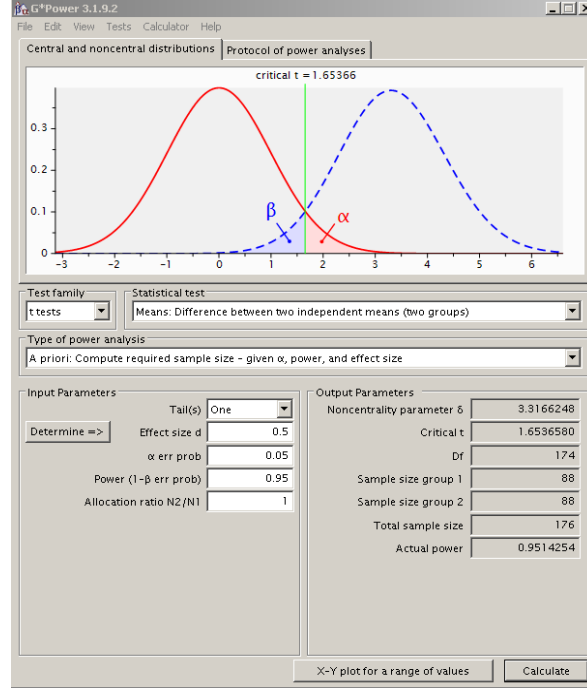 G*Power 3.1.9.2
File Edit View Tests Calculator Help
Central and noncentral distributions Protocol of power analyses
critical t = 1.65366
0.3
0.2
0.1
0
β
α
-3 -2 -1 0 1 2 3 4 5 6
Test family
t tests
Statistical test
Means: Difference between two independent means (two groups)
Type of power analysis
A priori: Compute required sample size - given α, power, and effect size
Input Parameters
Tail(s) One
Determine => Effect size d 0.5
α err prob 0.05
Power (1-β err prob) 0.95
Allocation ratio N2/N1 1
Output Parameters
Noncentrality parameter δ 3.3166248
Critical t 1.6536580
Df 174
Sample size group 1 88
Sample size group 2 88
Total sample size 176
Actual power 0.9514254
X-Y plot for a range of values Calculate